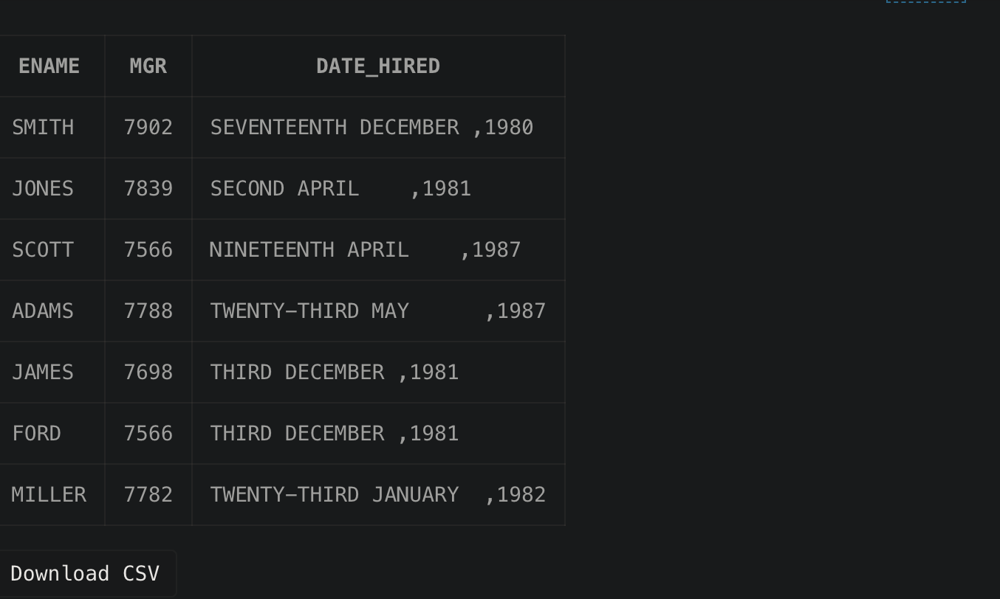 ENAME MGR DATE_HIRED
SMITH 7902 SEVENTEENTH DECEMBER ,1980
JONES 7839 SECOND APRIL    ,1981
SCOTT 7566 NINETEENTH APRIL    ,1987
ADAMS 7788 TWENTY-THIRD MAY      ,1987
JAMES 7698 THIRD DECEMBER ,1981
FORD 7566 THIRD DECEMBER ,1981
MILLER 7782 TWENTY-THIRD JANUARY  ,1982
Download CSV